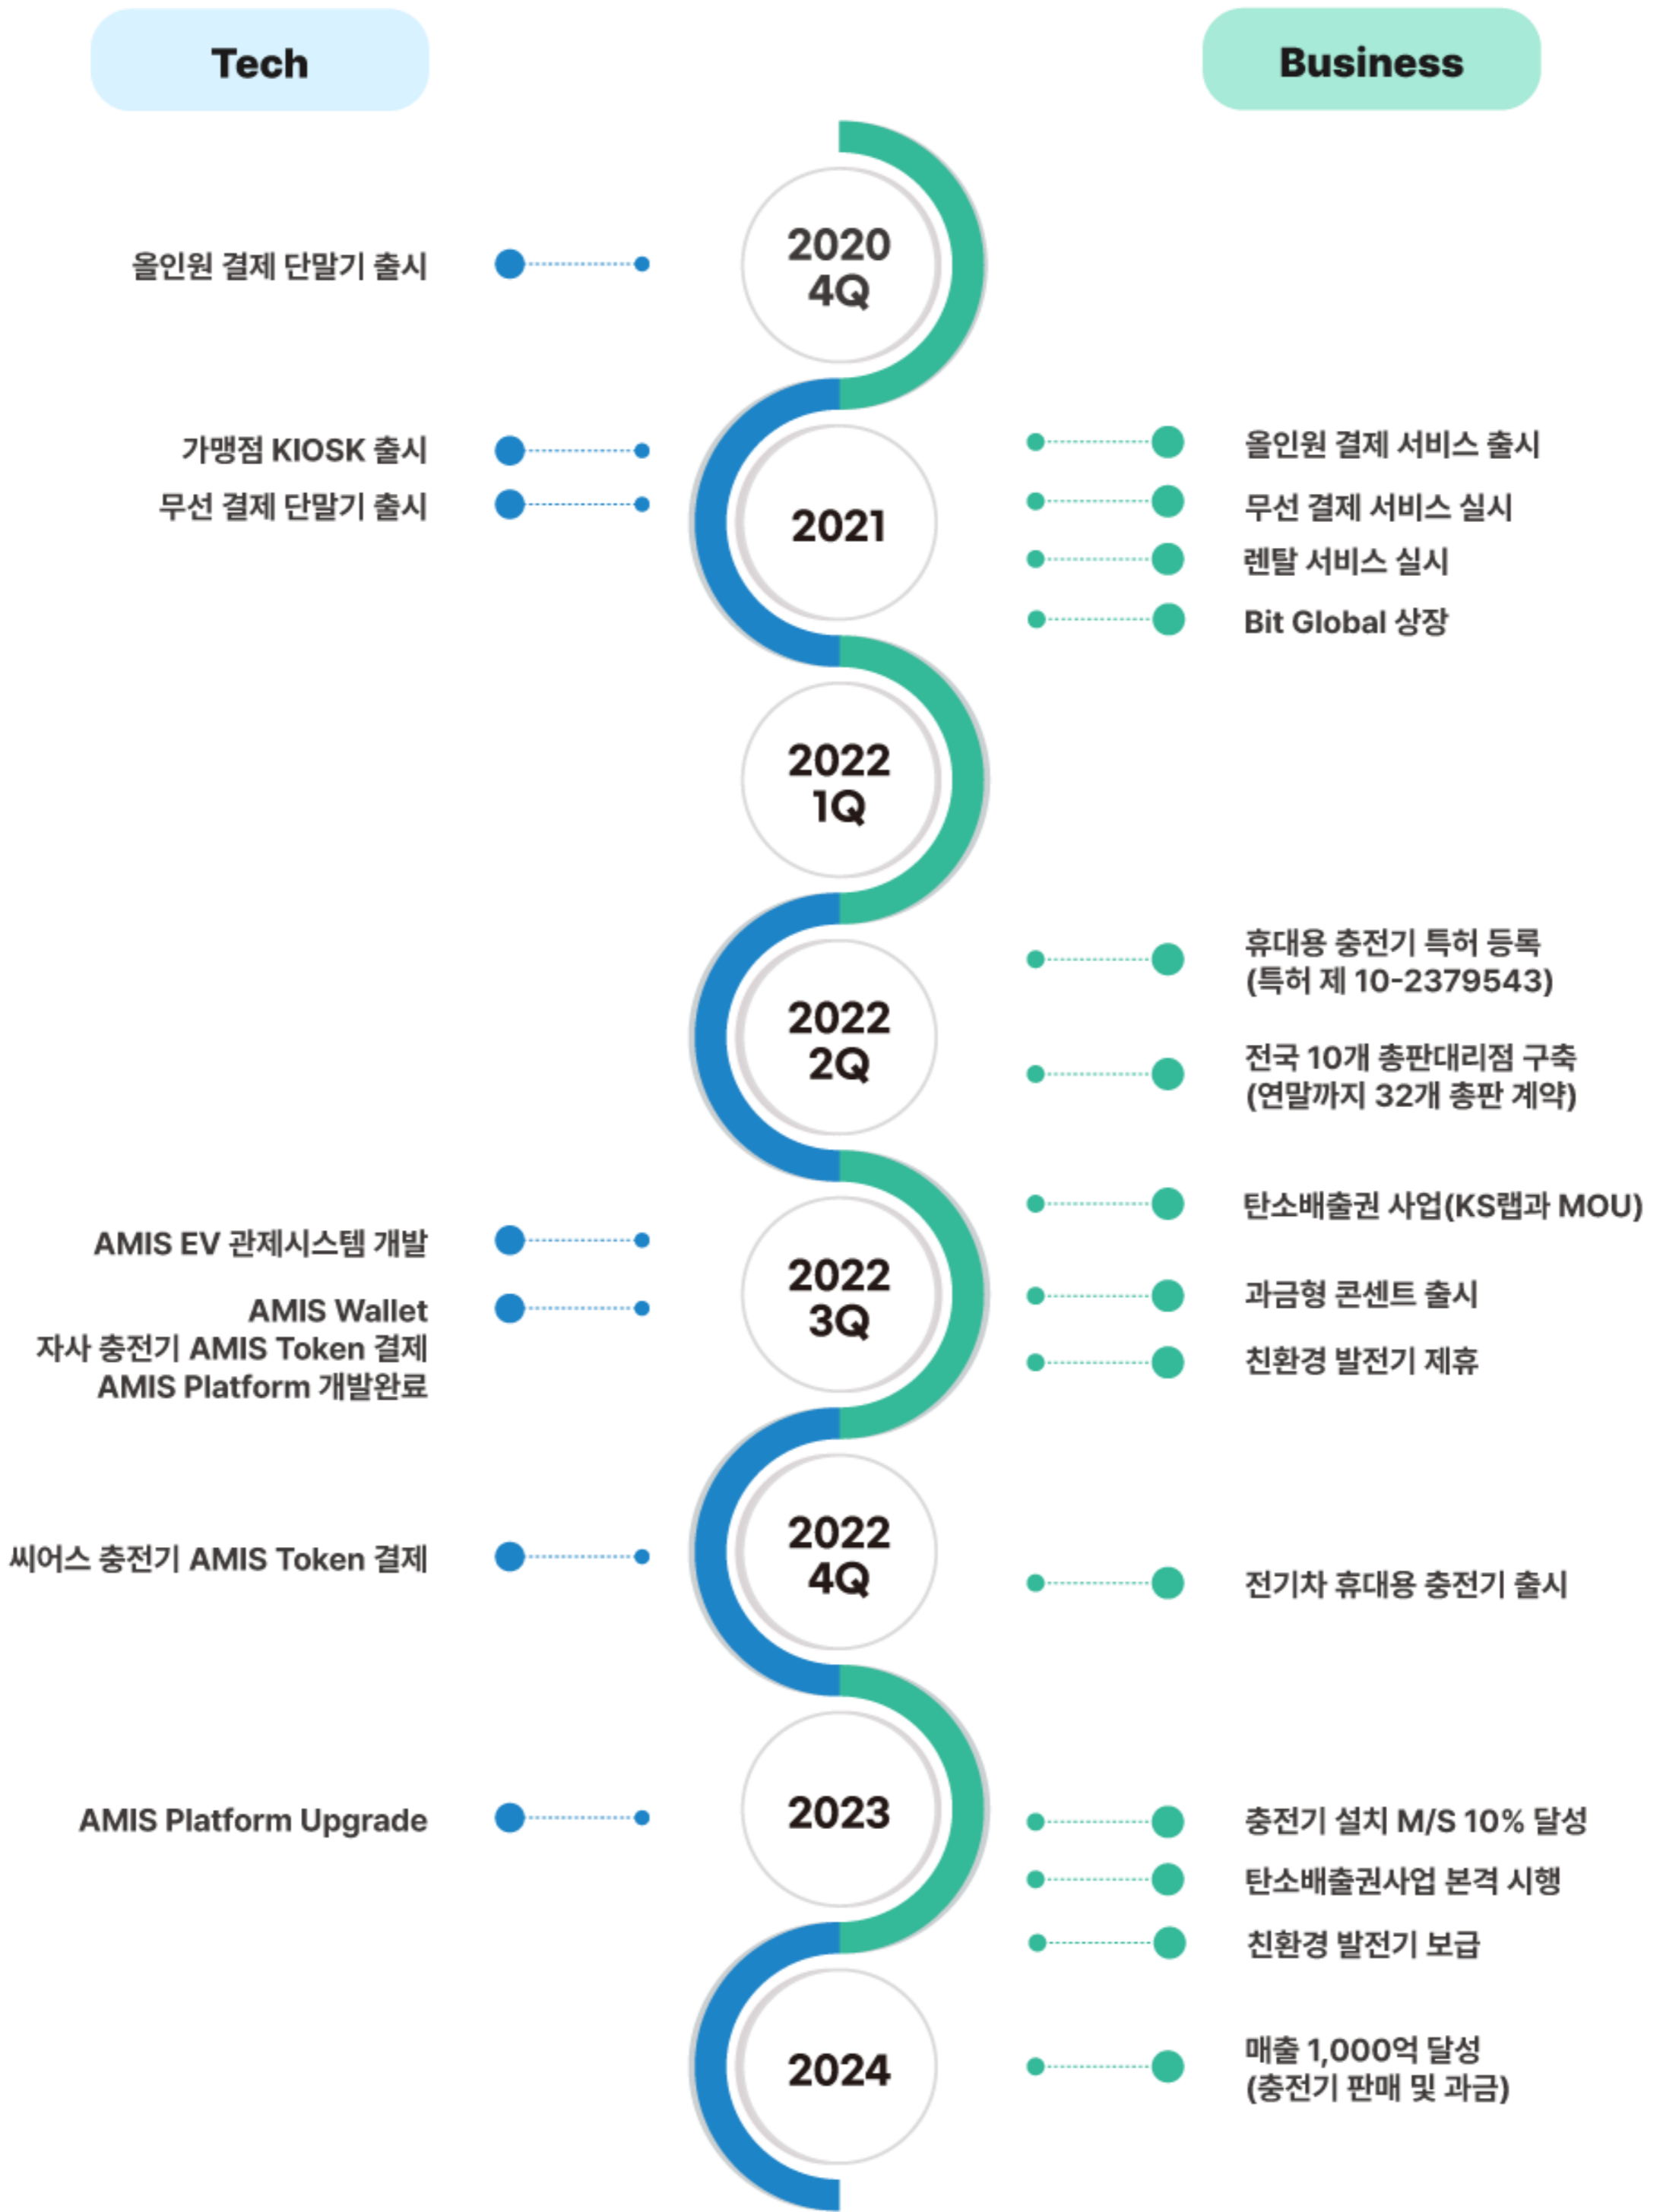 Tech
Business
2020
4Q
올인원 결제 단말기 출시
2021
가맹점 KIOSK 출시
무선 결제 단말기 출시
올인원 결제 서비스 출시
무선 결제 서비스 실시
렌탈 서비스 실시
Bit Global 상장
2022
1Q
2022
2Q
휴대용 충전기 특허 등록
(특허 제 10-2379543)
전국 10개 총판대리점 구축
(연말까지 32개 총판 계약)
2022
3Q
AMIS EV 관제시스템 개발
AMIS Wallet
자사 충전기 AMIS Token 결제
AMIS Platform 개발완료
탄소배출권 사업(KS랩과 MOU)
과금형 콘센트 출시
친환경 발전기 제휴
2022
4Q
씨어스 충전기 AMIS Token 결제
전기차 휴대용 충전기 출시
2023
AMIS Platform Upgrade
충전기 설치 M/S 10% 달성
탄소배출권사업 본격 시행
친환경 발전기 보급
2024
매출 1,000억 달성
(충전기 판매 및 과금)